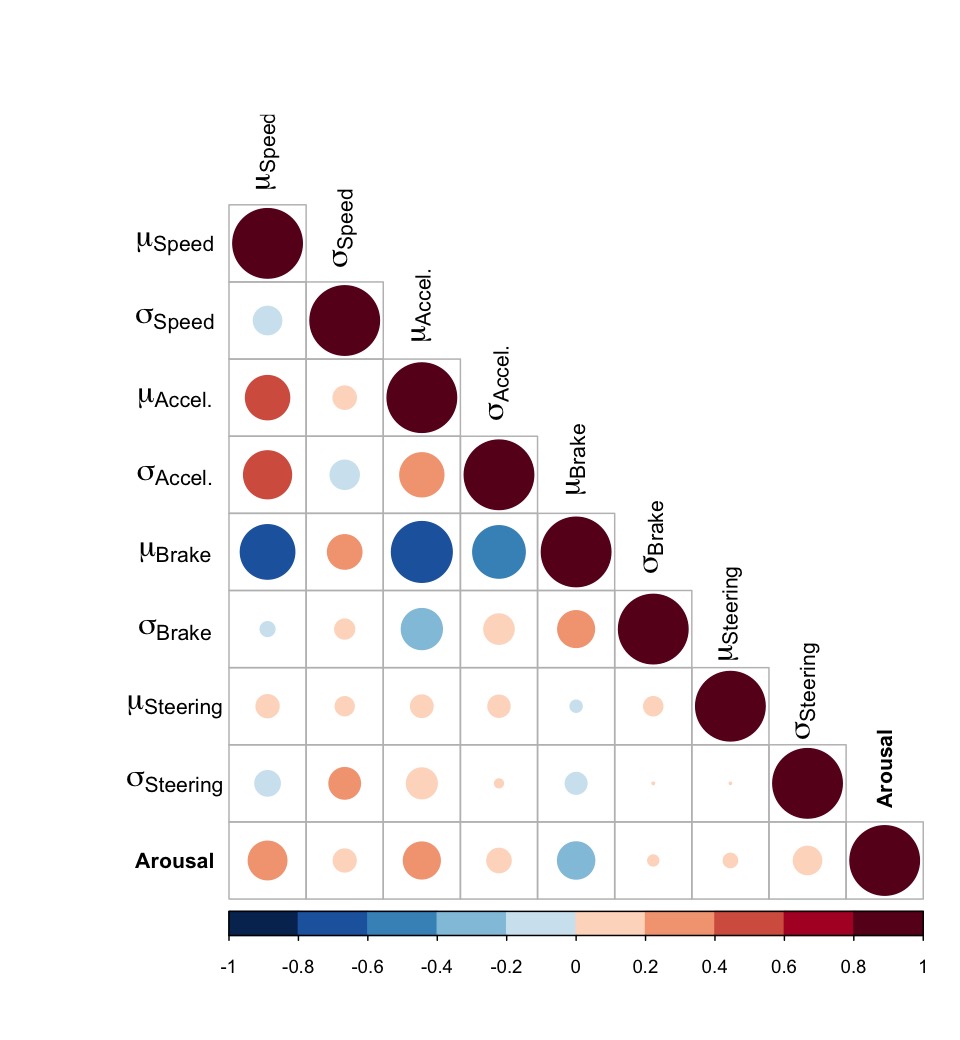 μSpeed
μSpeed
σSpeed
σSpeed
μAccel.
μAccel.
σAccel.
σAccel.
μBrake
μBrake
σBrake
σBrake
μSteering
μSteering
σSteering
σSteering
Arousal
Arousal
-1 -0.8 -0.6 -0.4 -0.2 0 0.2 0.4 0.6 0.8 1